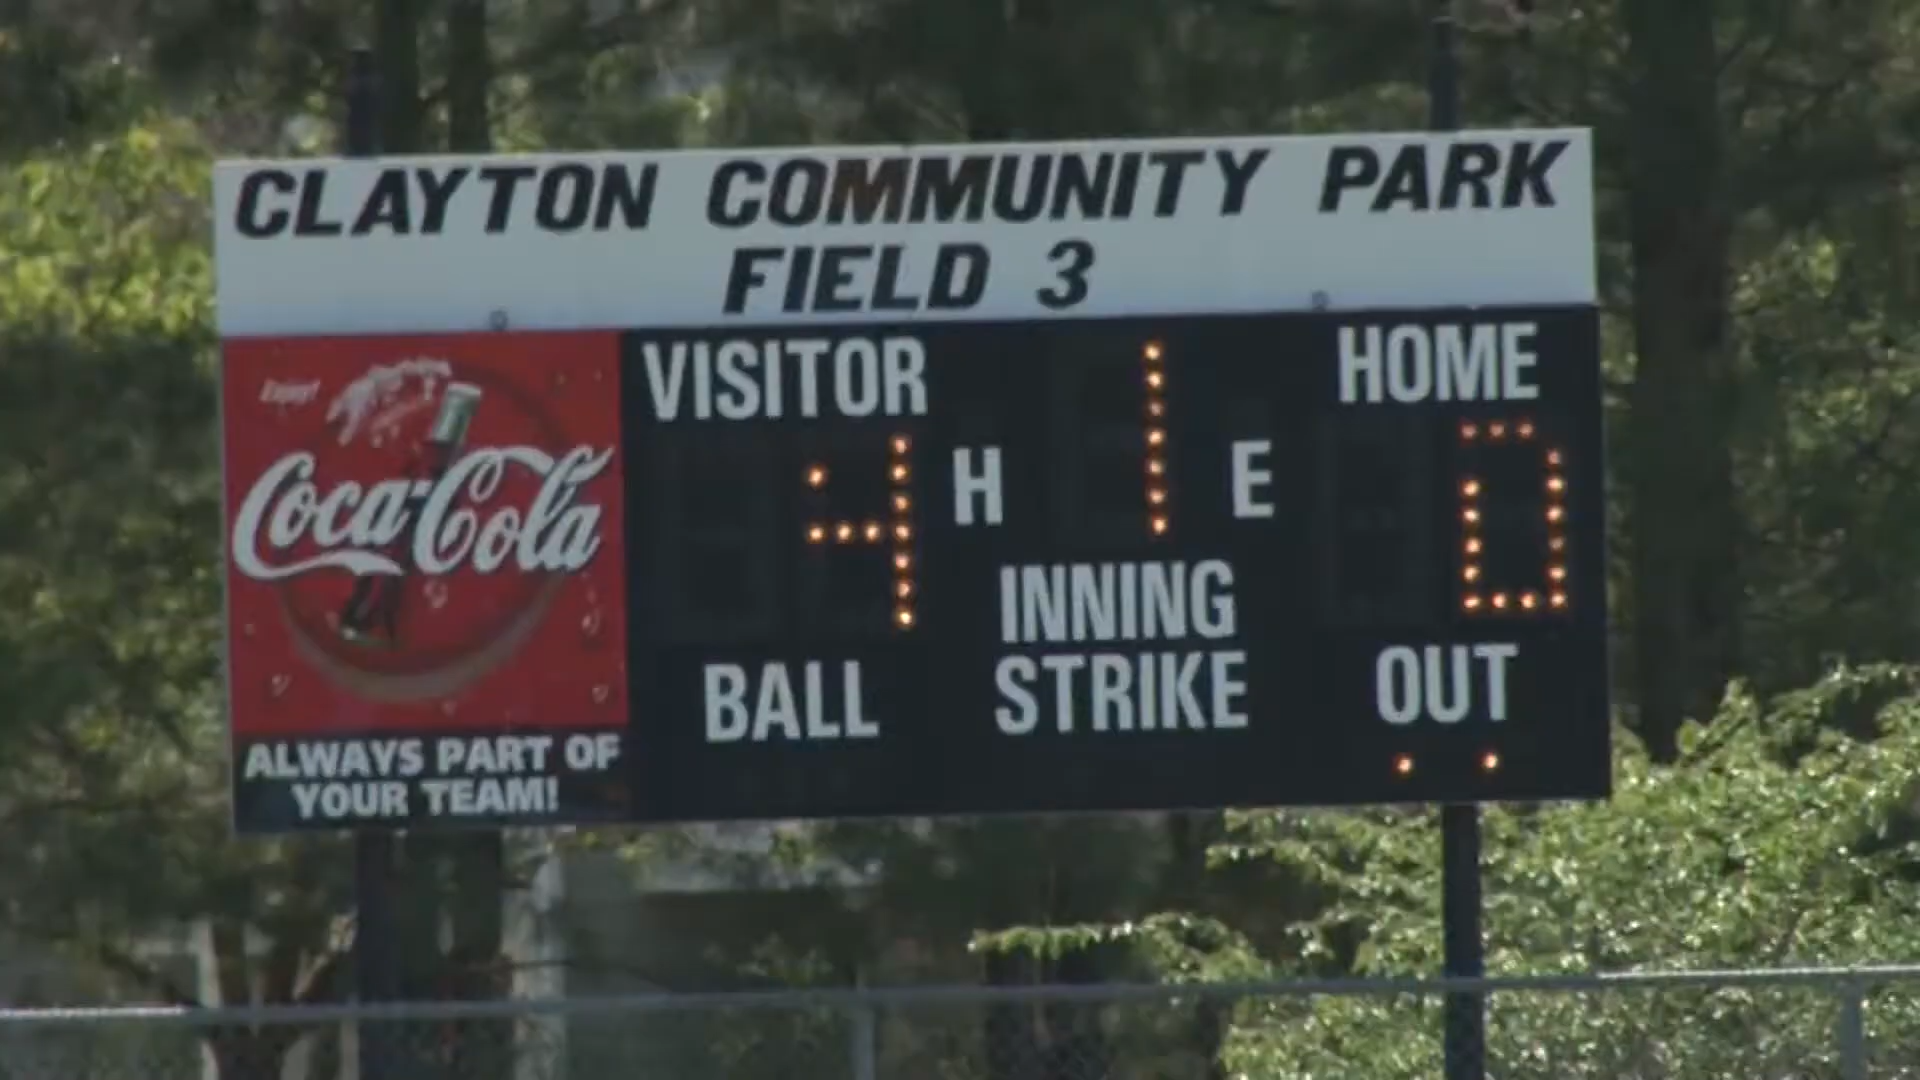 CLAYTON COMMUNITY PARK
FIELD 3
Enjoy!
Coca-Cola
ALWAYS PART OF
YOUR TEAM!
VISITOR 1 HOME
4 H E 0
INNING
BALL STRIKE OUT